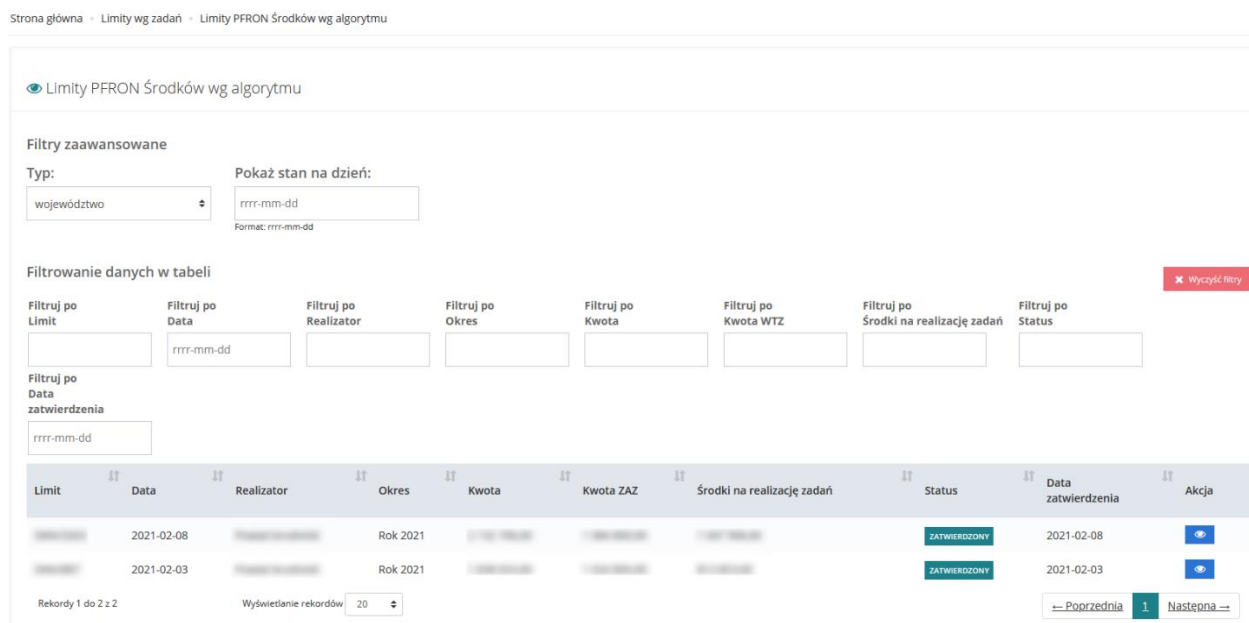 Strona główna Limity wg zadań Limity PFRON Środków wg algorytmu
Limity PFRON Środków wg algorytmu
Filtry zaawansowane
Typ: Pokaż stan na dzień:
województwo rrrr-mm-dd
Format: rrrr-mm-dd
Filtrowanie danych w tabeli
Wyczyść filtry
Filtruj po Filtruj po Filtruj po Filtruj po Filtruj po Filtruj po Filtruj po Filtruj po
Limit Data Realizator Okres Kwota Kwota WTZ Środki na realizację zadań Status
rrrr-mm-dd
Filtruj po
Data
zatwierdzenia
rrrr-mm-dd
Limit Data Realizator Okres Kwota Kwota ZAZ Środki na realizację zadań Status Data zatwierdzenia Akcja
2021-02-08 Rok 2021 ZATWIERDZONY 2021-02-08
2021-02-03 Rok 2021 ZATWIERDZONY 2021-02-03
Rekordy 1 do 2 z 2 Wyświetlanie rekordów 20 ← Poprzednia 1 Następna →